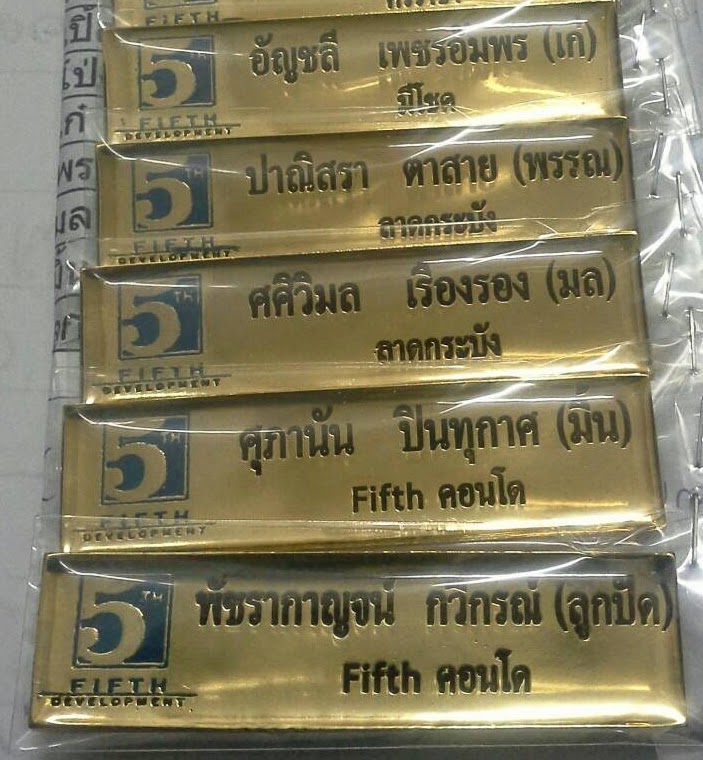 5TH
FIFTH
DEVELOPMENT
อัญชลี เพชรอัมพร (เก๋)
มีโชค
5TH
FIFTH
DEVELOPMENT
ปาณิสรา ตาสาย (พรรณ)
ลาดกระบัง
5TH
FIFTH
DEVELOPMENT
ศศิวิมล เรืองรอง (มล)
ลาดกระบัง
5TH
FIFTH
DEVELOPMENT
ศุภานัน ปินทุกาศ (มิ้น)
Fifth คอนโด
5TH
FIFTH
DEVELOPMENT
พัชรากาญจน์ กวีกรณ์ (ลูกปัด)
Fifth คอนโด